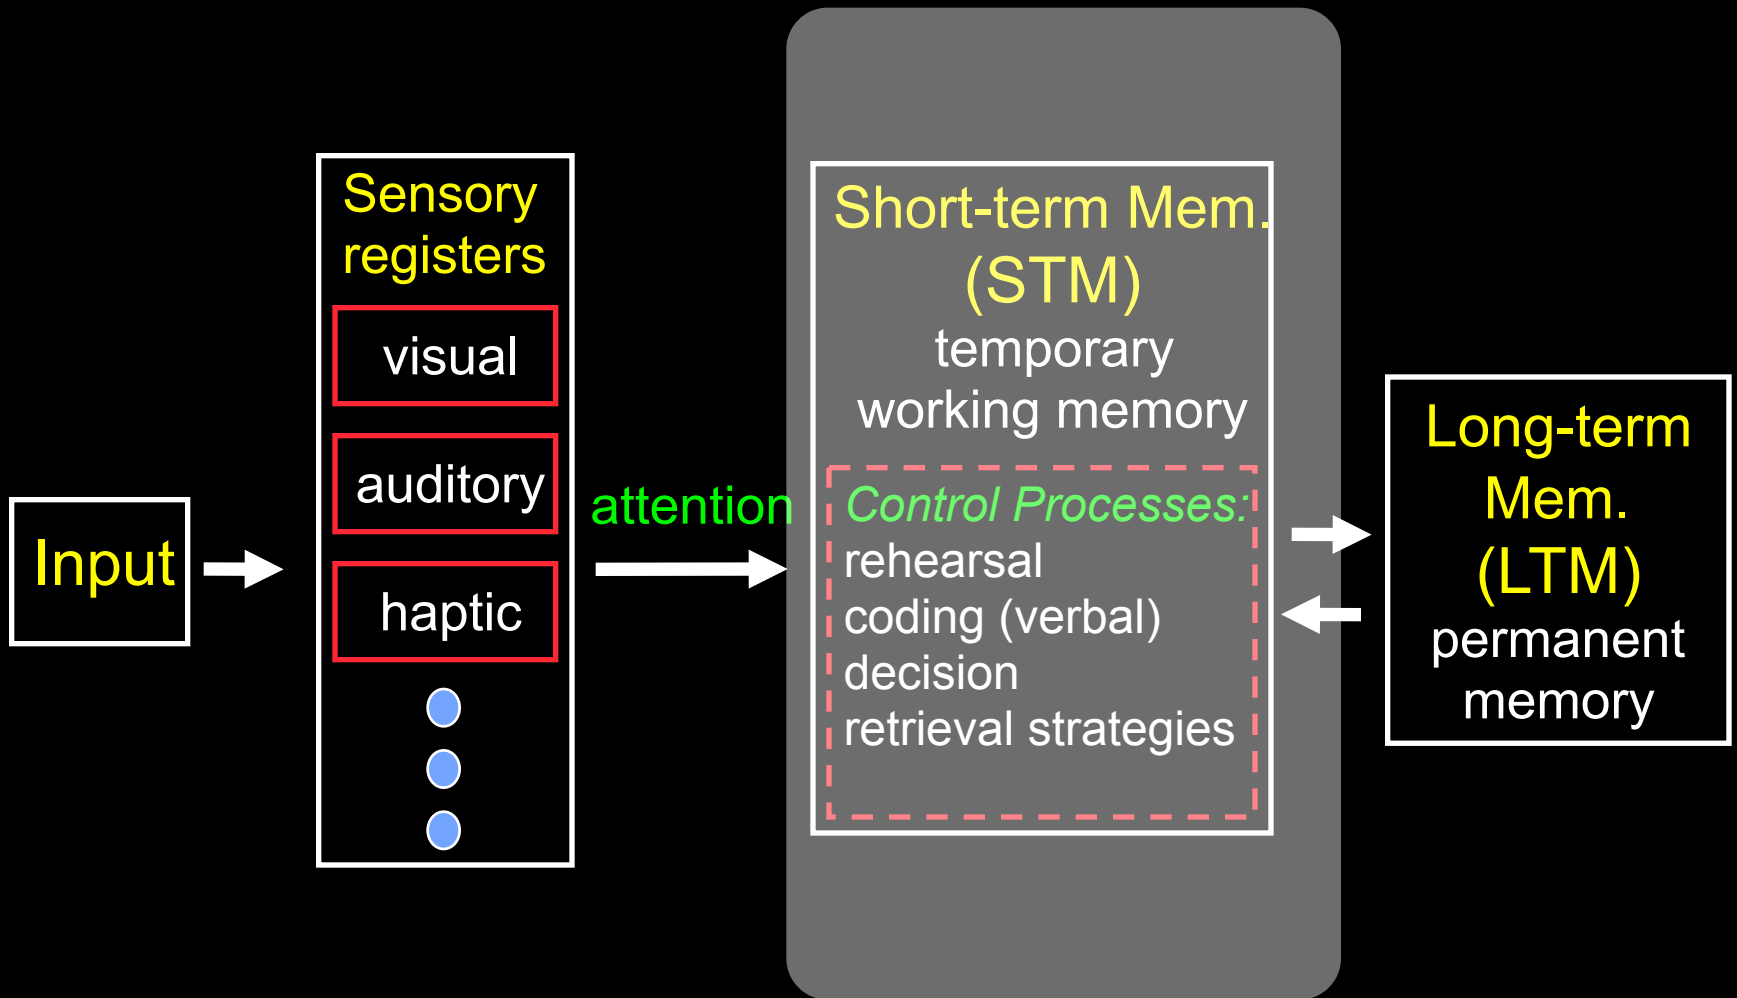 Input
Sensory
registers
visual
auditory
haptic
attention
Short-term Mem.
(STM)
temporary
working memory
Control Processes:
rehearsal
coding (verbal)
decision
retrieval strategies
Long-term
Mem.
(LTM)
permanent
memory